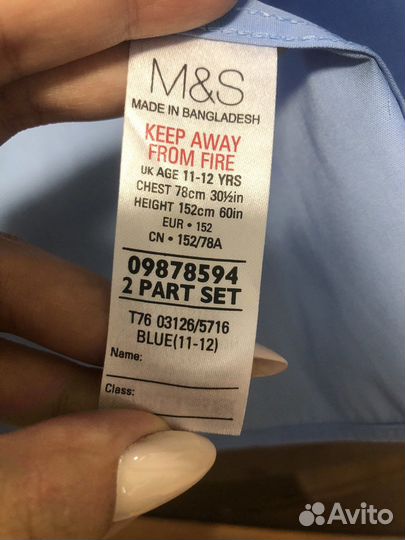 M&S
MADE IN BANGLADESH
KEEP AWAY
FROM FIRE
UK AGE 11-12 YRS
CHEST 78cm 30½in
HEIGHT 152cm 60in
EUR • 152
CN • 152/78A
09878594
2 PART SET
T76 03126/5716
BLUE(11-12)
Name:
Class:
Avito